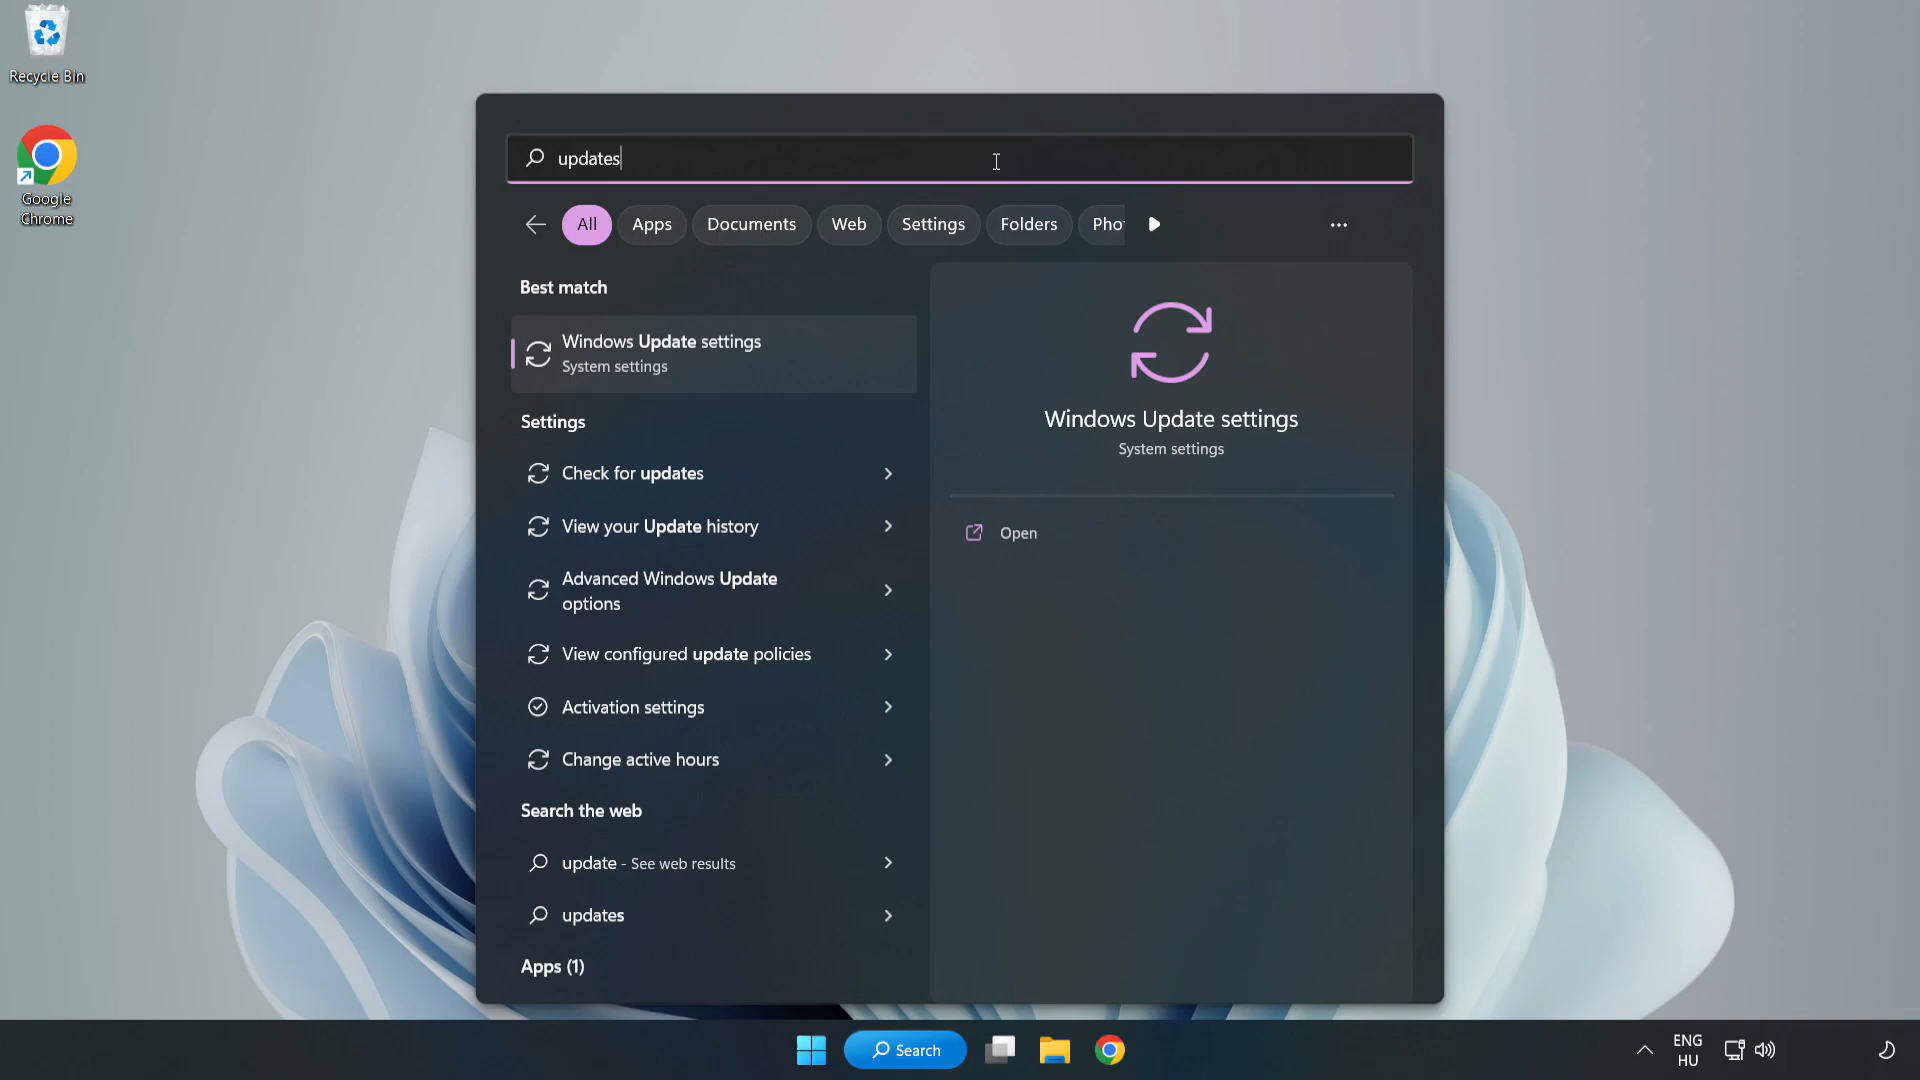 Recycle Bin
Google
Chrome
updates
All
Apps
Documents
Web
Settings
Folders
Best match
Windows Update settings
System settings
Settings
Check for updates
View your Update history
Advanced Windows Update
options
View configured update policies
Activation settings
Change active hours
Search the web
update - See web results
updates
Apps (1)
Windows Update settings
System settings
Open
Search
ENG
HU